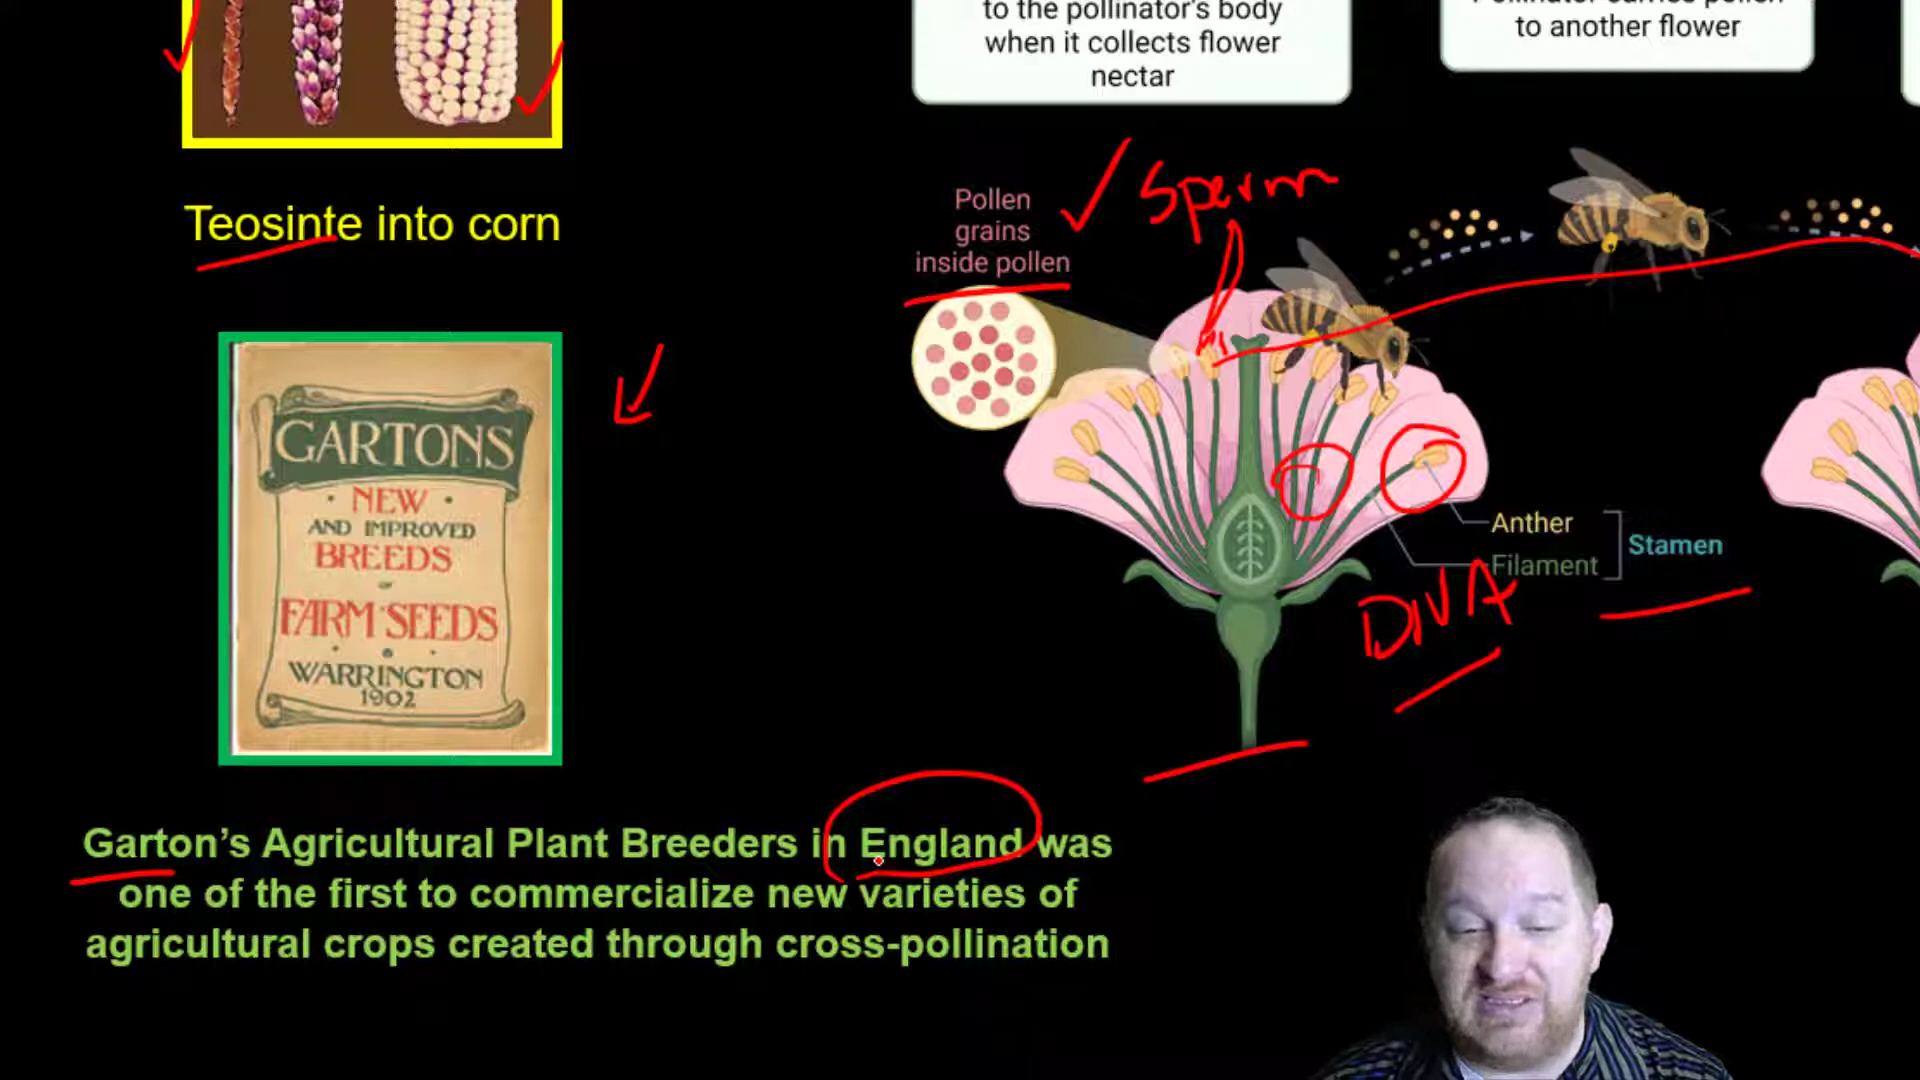 to the pollinator's body
when it collects flower
nectar
to another flower
Teosinte into corn
Pollen
grains
inside pollen
Sperm
GARTONS
NEW
AND IMPROVED
BREEDS
OF
FARM SEEDS
WARRINGTON
1902
Anther
Filament
Stamen
DNA
Garton’s Agricultural Plant Breeders in England was
one of the first to commercialize new varieties of
agricultural crops created through cross-pollination